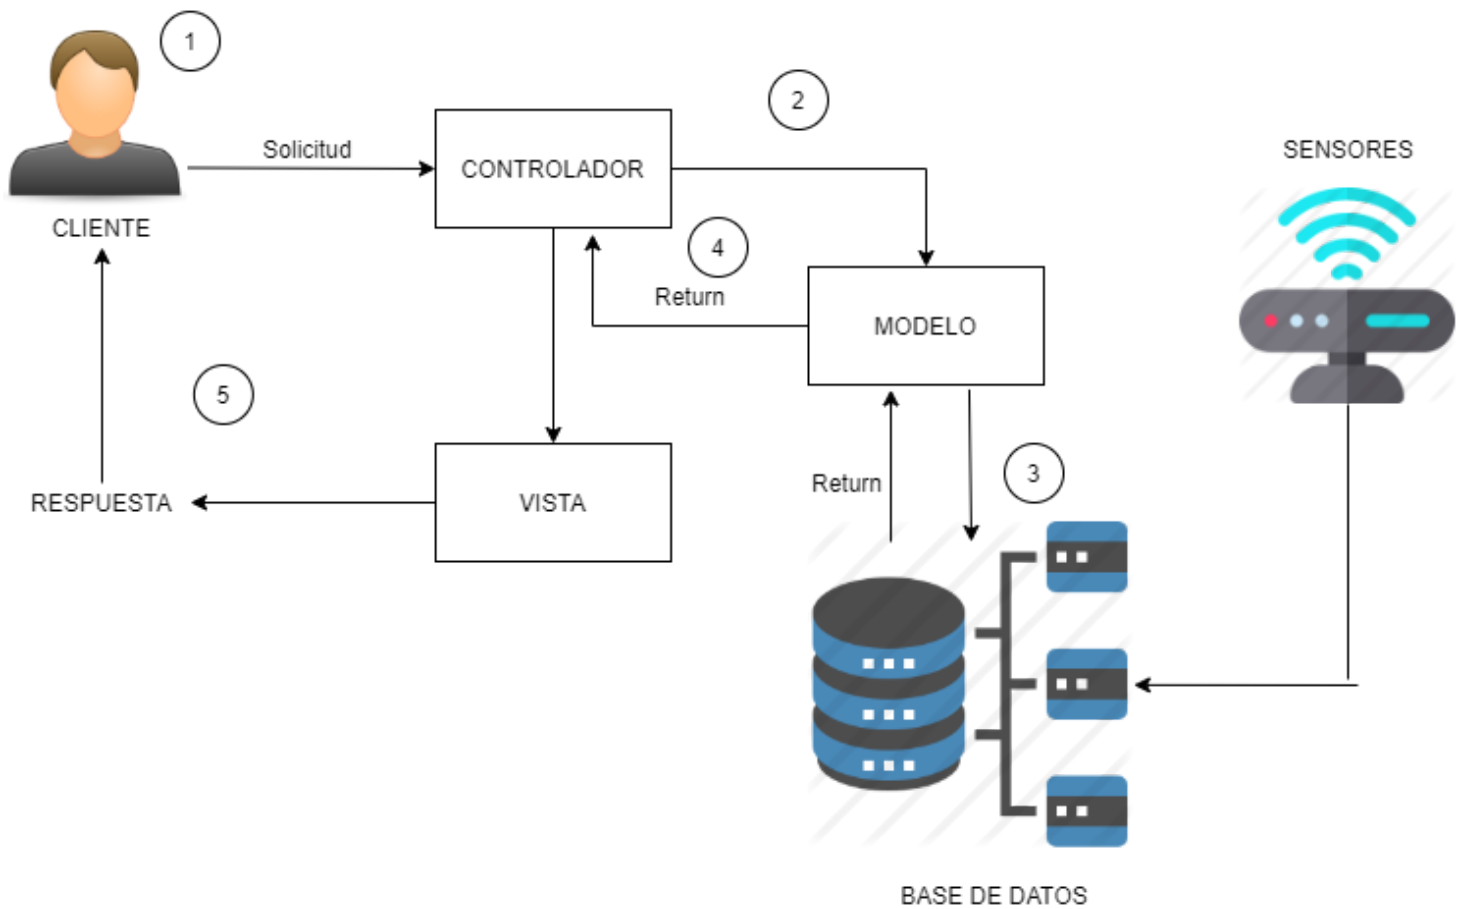 1
2
Solicitud
CONTROLADOR
SENSORES
CLIENTE
4
Return
MODELO
5
3
Return
RESPUESTA
VISTA
BASE DE DATOS